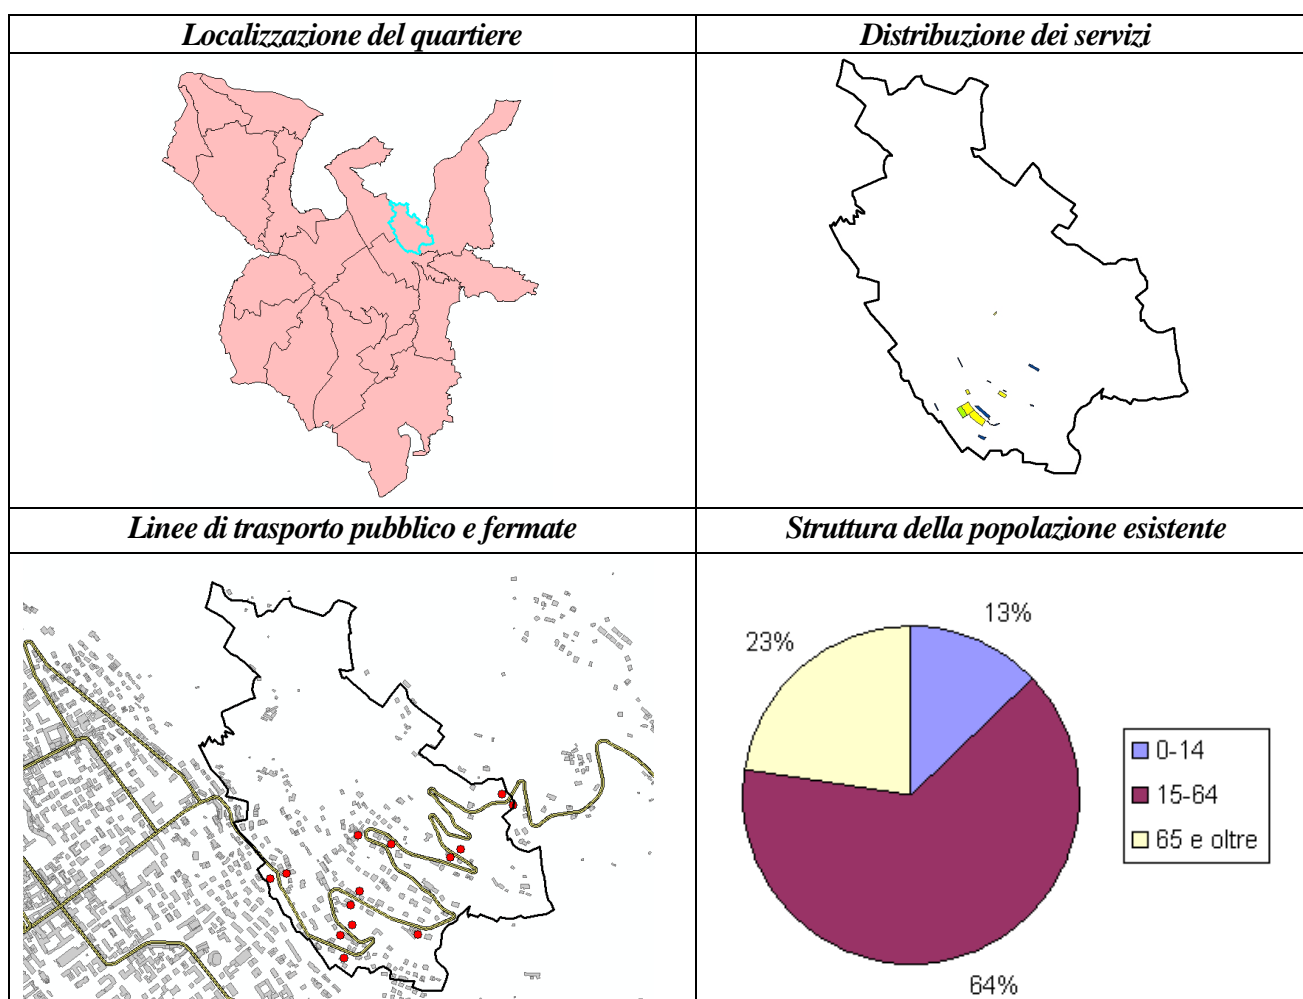 Localizzazione del quartiere
Distribuzione dei servizi
Linee di trasporto pubblico e fermate
Struttura della popolazione esistente
13%
23%
64%
0-14
15-64
65 e oltre